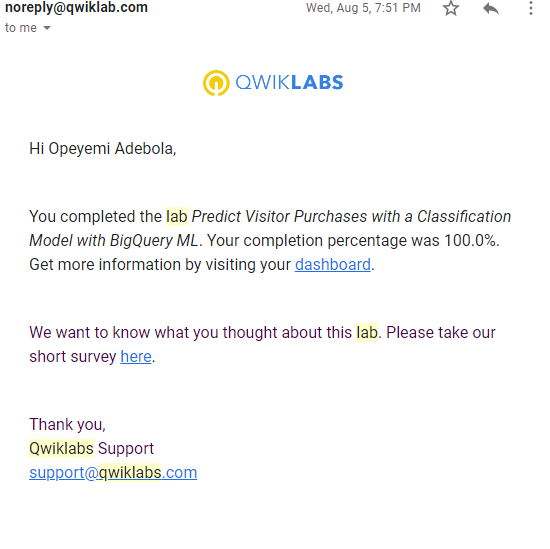 noreply@qwiklab.com
Wed, Aug 5, 7:51 PM
to me
QWIKLABS
Hi Opeyemi Adebola,
You completed the lab Predict Visitor Purchases with a Classification
Model with BigQuery ML. Your completion percentage was 100.0%.
Get more information by visiting your dashboard.
We want to know what you thought about this lab. Please take our
short survey here.
Thank you,
Qwiklabs Support
support@qwiklabs.com